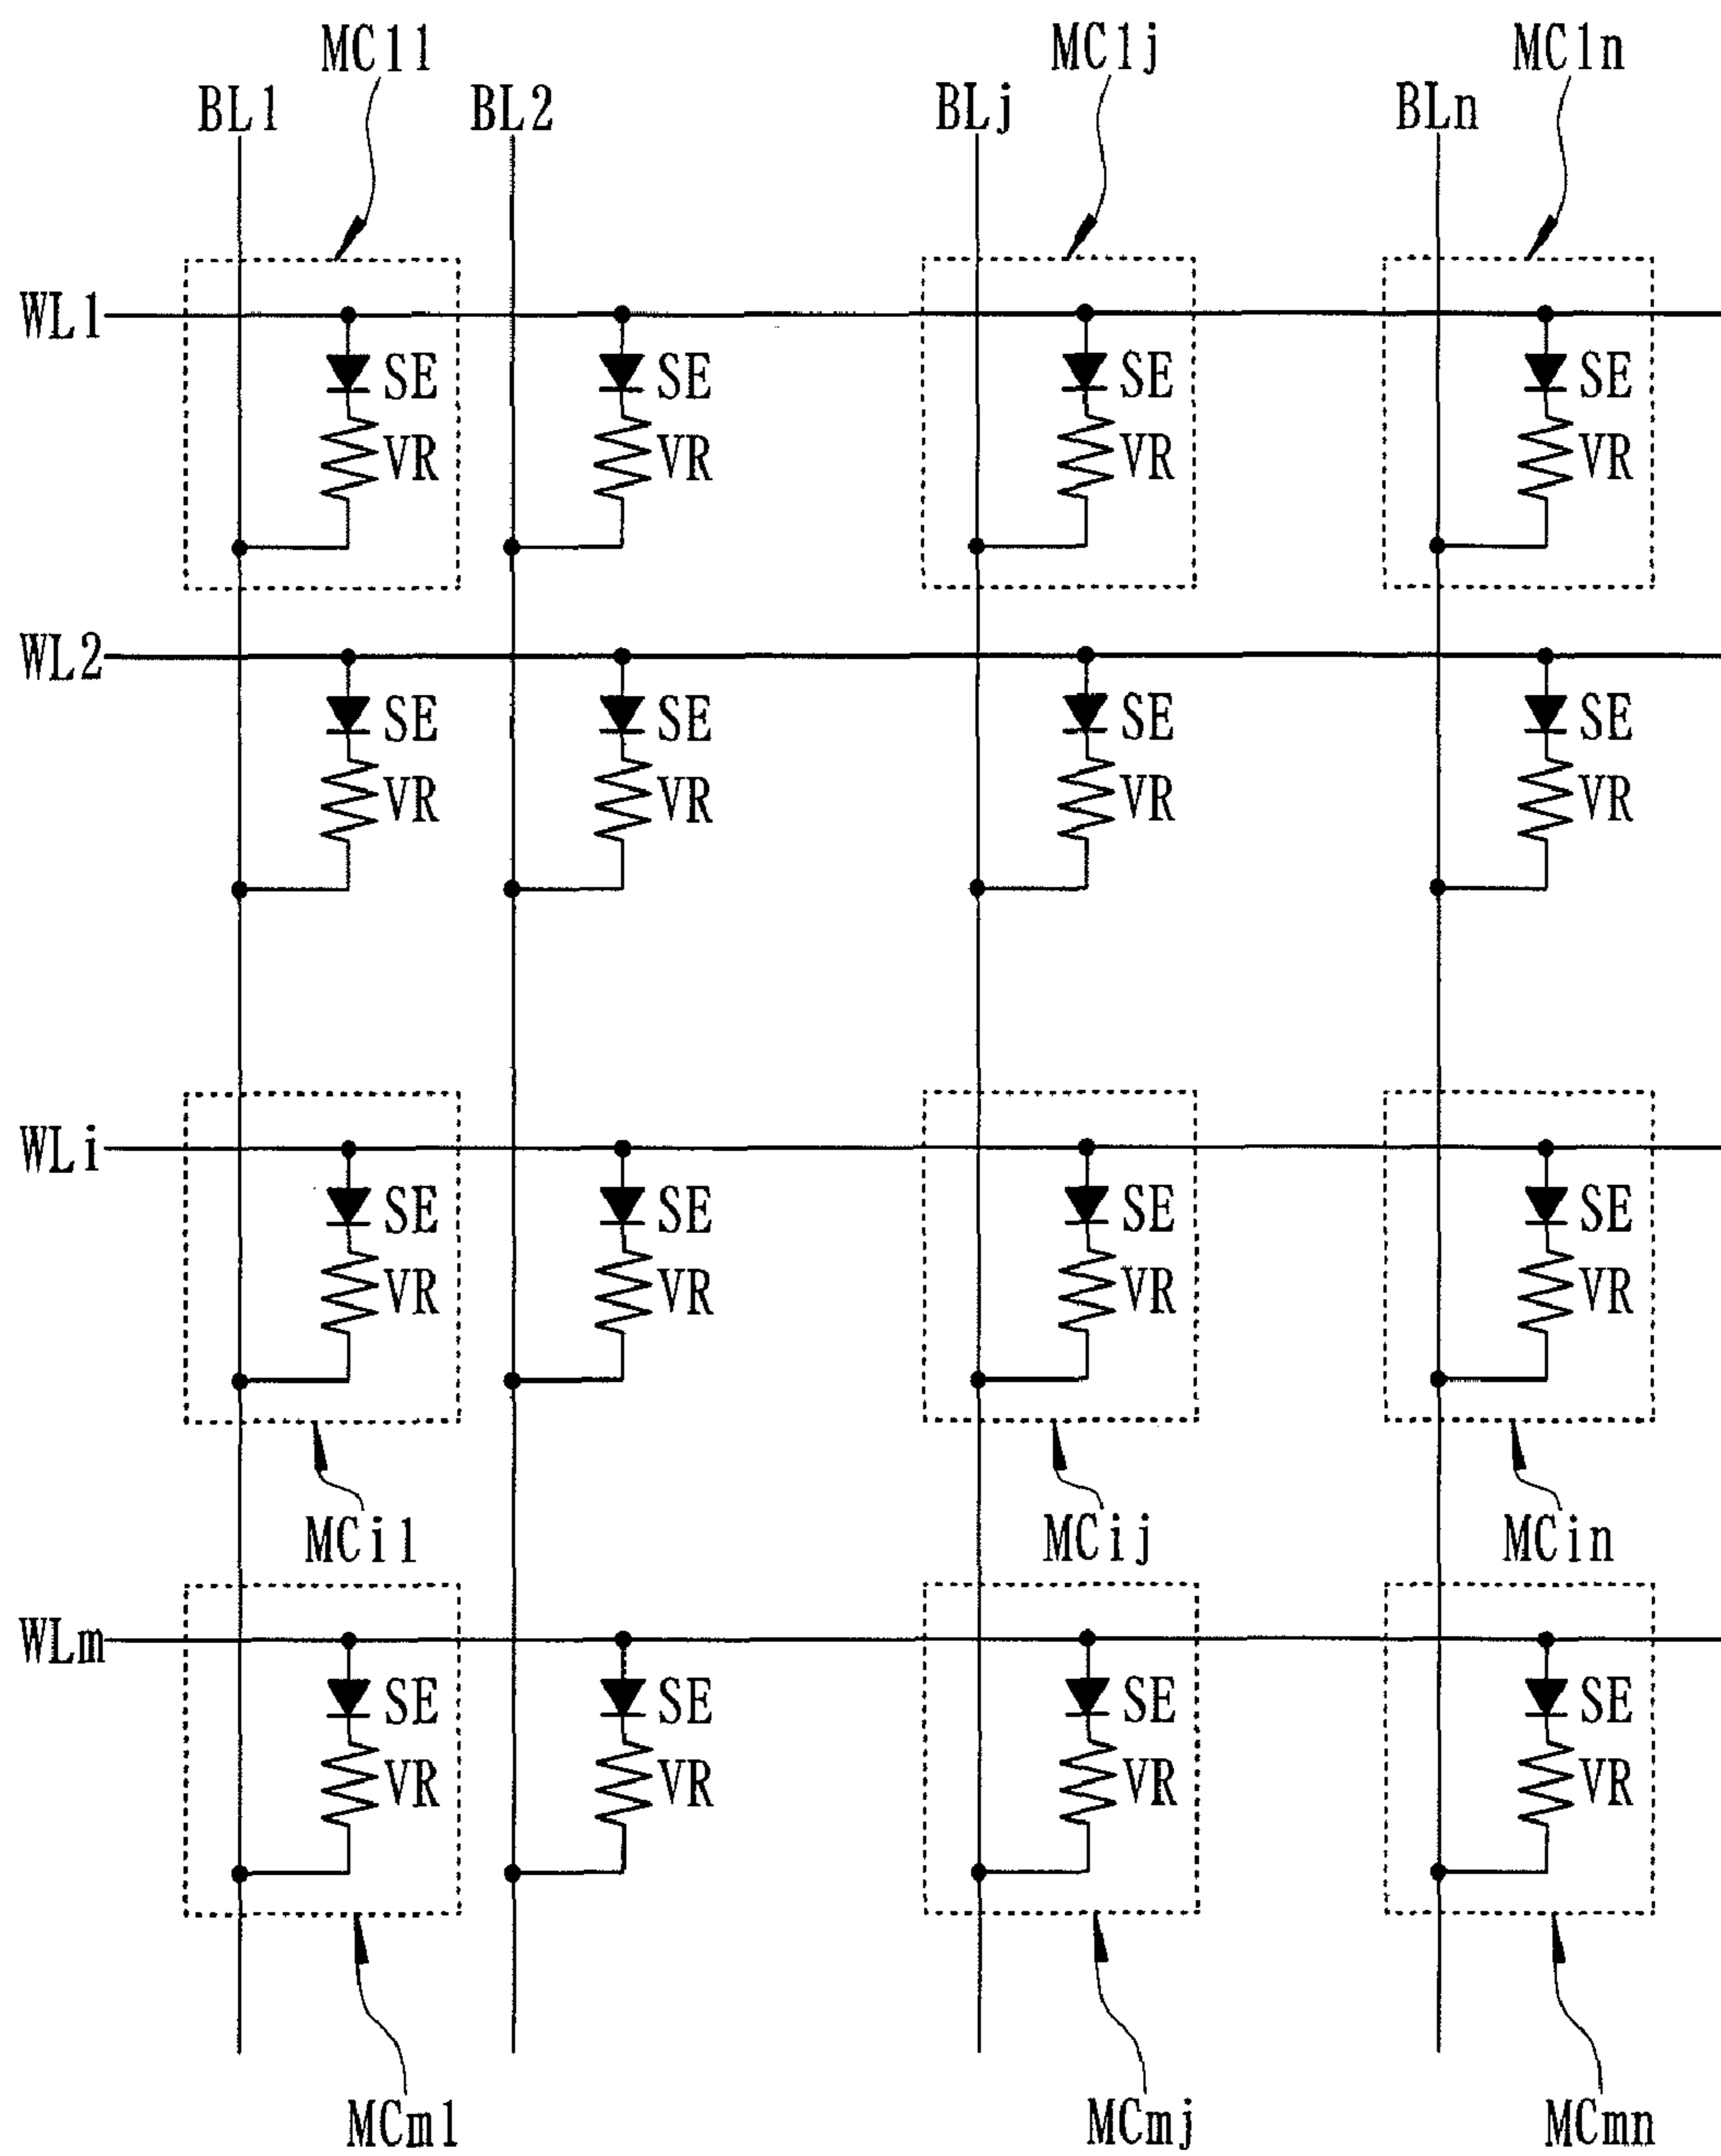 MC11 MC1j MC1n
BL1 BL2 BLj BLn
WL1
SE SE SE SE
VR VR VR VR
WL2
SE SE SE SE
VR VR VR VR
WLi
SE SE SE SE
VR VR VR VR
MCi1 MCij MCin
WLm
SE SE SE SE
VR VR VR VR
MCm1 MCmj MCmn